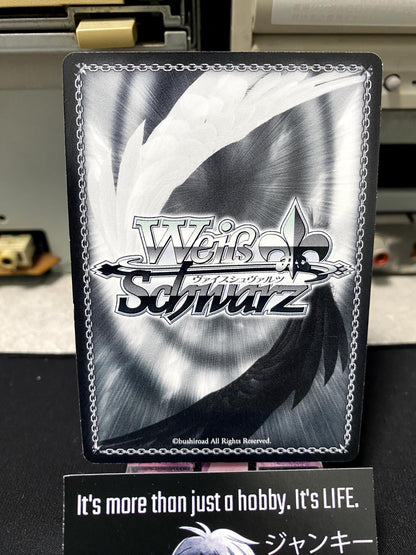 Weiß
ヴァイスシュヴァルツ
Schwarz
©bushiroad All Rights Reserved.
It's more than just a hobby. It's LIFE.
ジャンキー